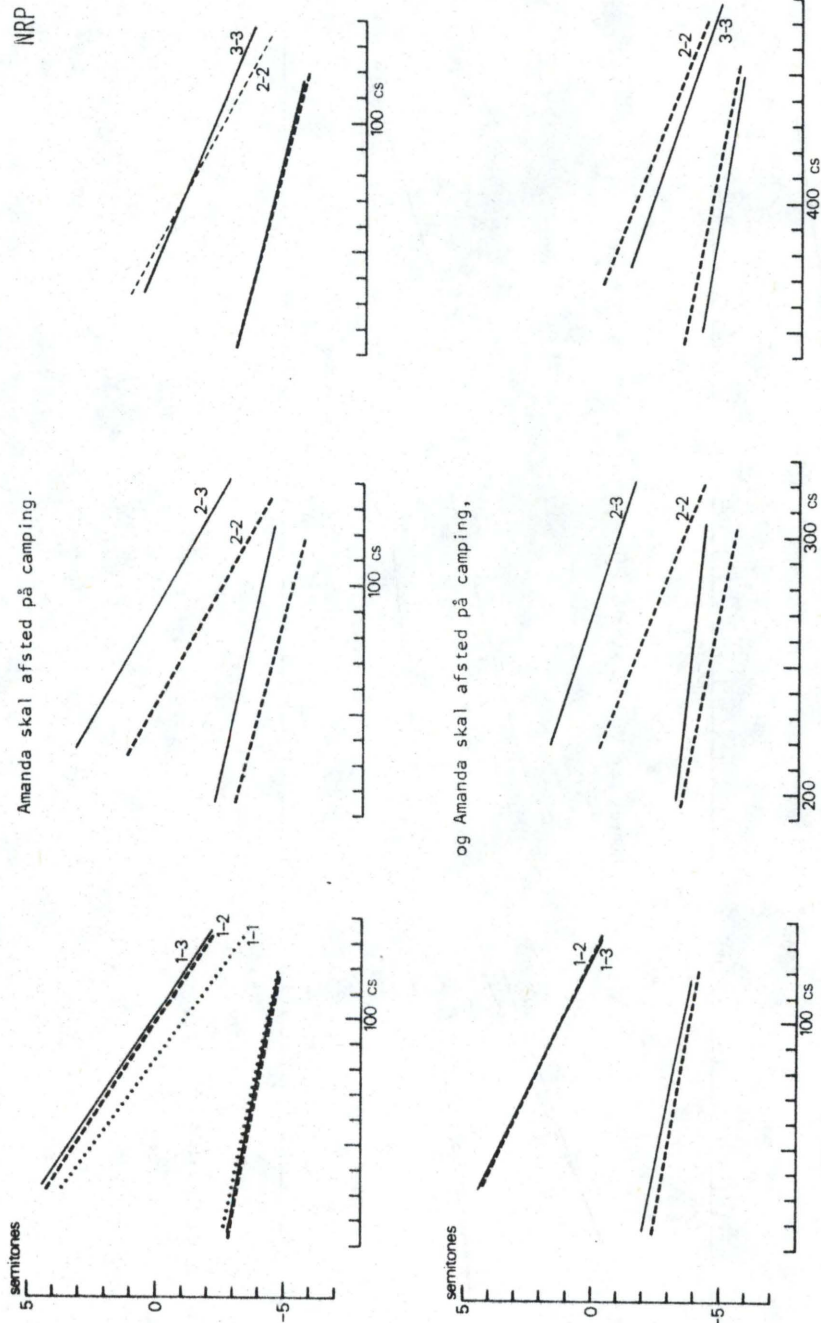 NRP
Amanda skal afsted på camping.
semitones
5
0
-5
1-3
1-2
1-1
100 cs
2-3
2-2
100 cs
3-3
2-2
100 cs
og Amanda skal afsted på camping,
semitones
5
0
-5
1-2
1-3
100 cs
2-3
2-2
200
300 cs
2-2
3-3
400 cs